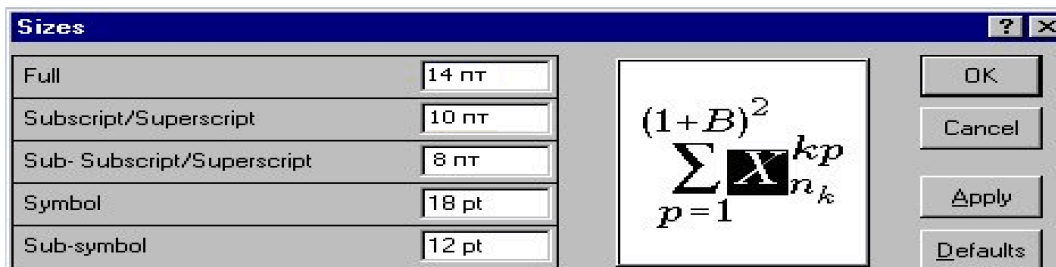 Sizes
Full 14 пт
Subscript/Superscript 10 пт
Sub- Subscript/Superscript 8 пт
Symbol 18 pt
Sub-symbol 12 pt
(1+B)²
∑ X kp n k
p=1
OK
Cancel
Apply
Defaults